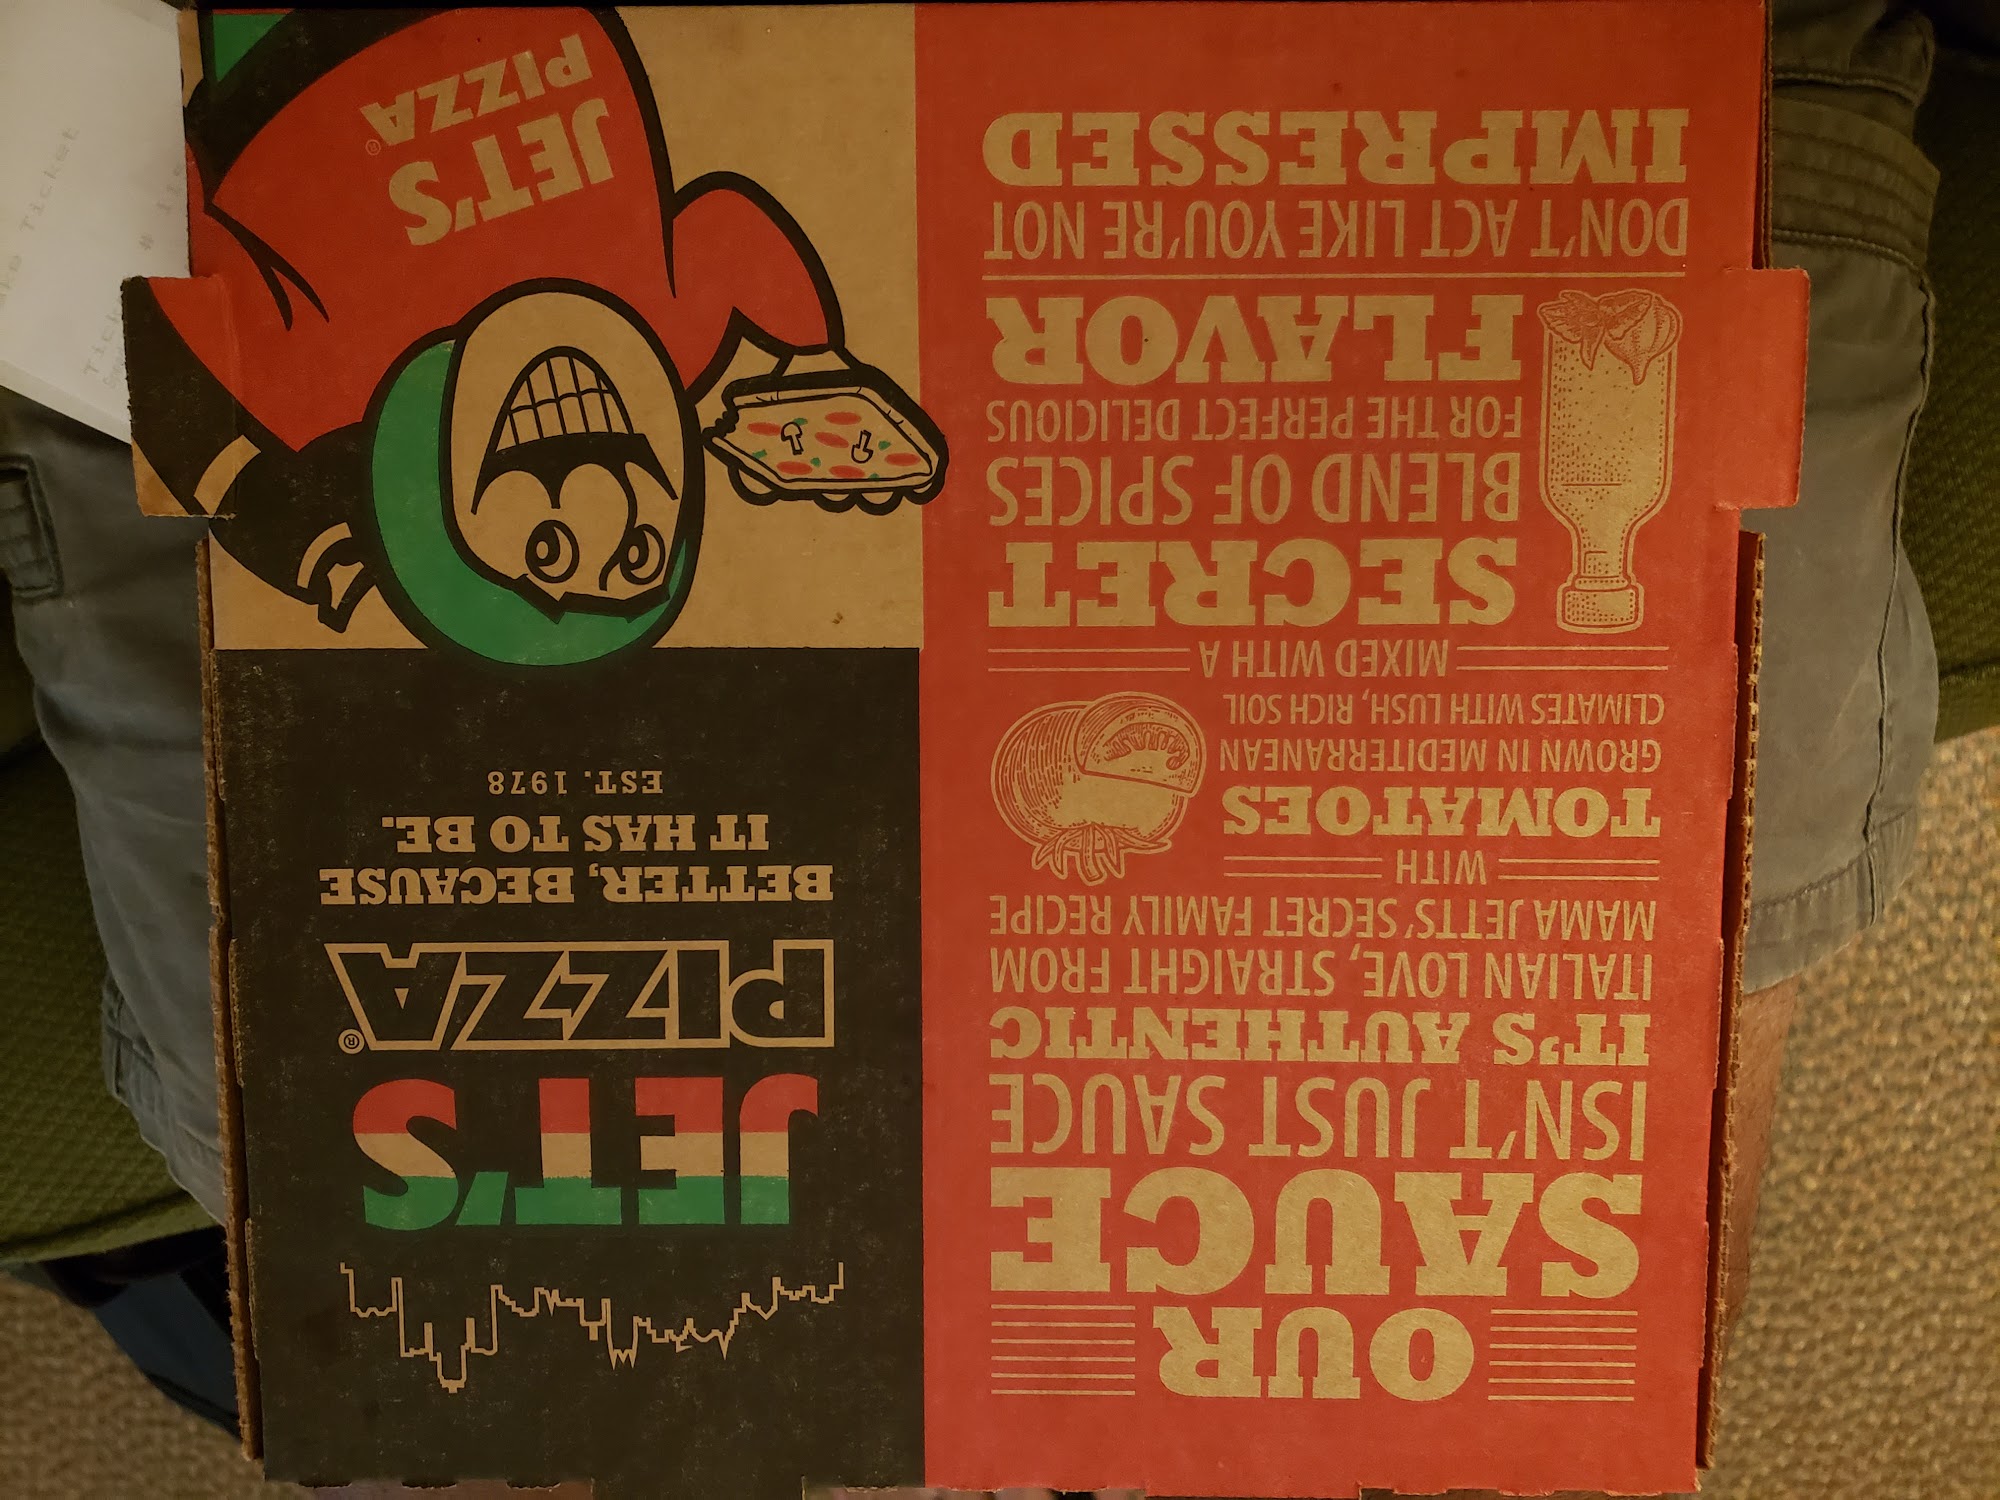 OUR
SAUCE
ISN'T JUST SAUCE
IT'S AUTHENTIC
ITALIAN LOVE, STRAIGHT FROM
MAMA JETTS' SECRET FAMILY RECIPE
WITH
TOMATOES
GROWN IN MEDITERRANEAN
CLIMATES WITH LUSH, RICH SOIL
MIXED WITH A
SECRET
BLEND OF SPICES
FOR THE PERFECT DELICIOUS
FLAVOR
DON'T ACT LIKE YOU'RE NOT
IMPRESSED
JET'S
PIZZA®
BETTER, BECAUSE
IT HAS TO BE.
EST. 1978
JET'S
PIZZA®
Ticket
#